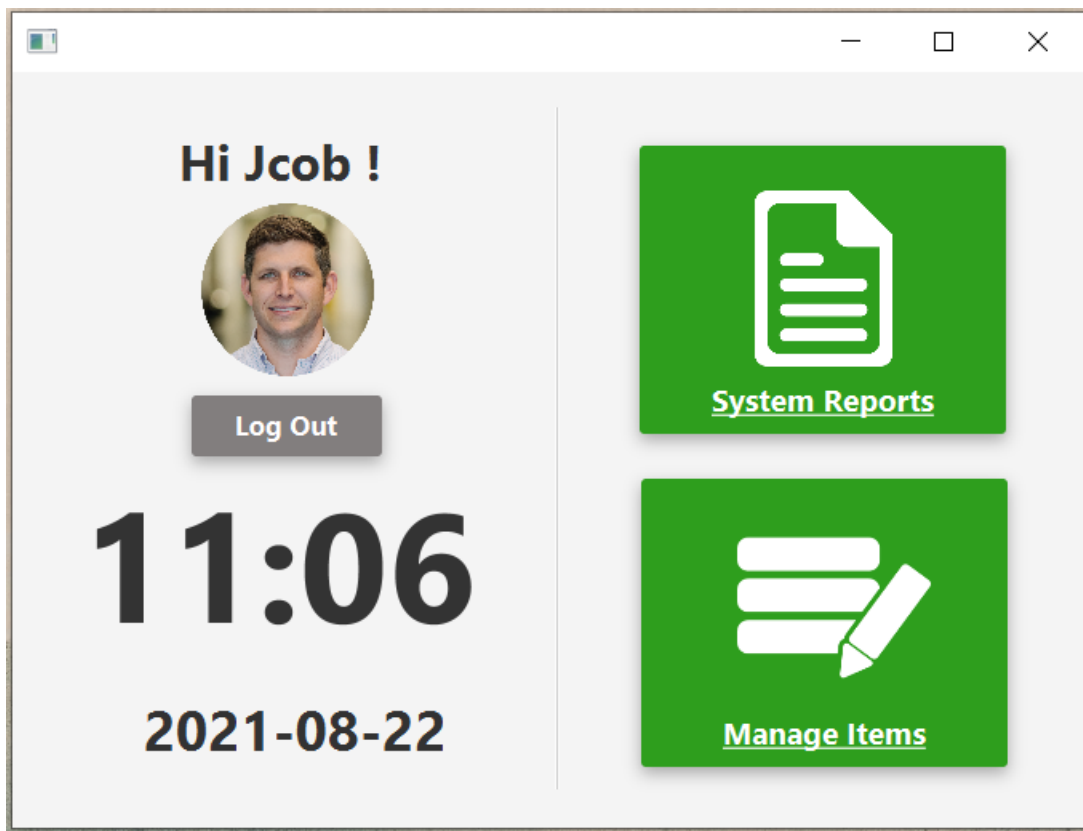 Hi Jcob !
Log Out
11:06
2021-08-22
System Reports
Manage Items